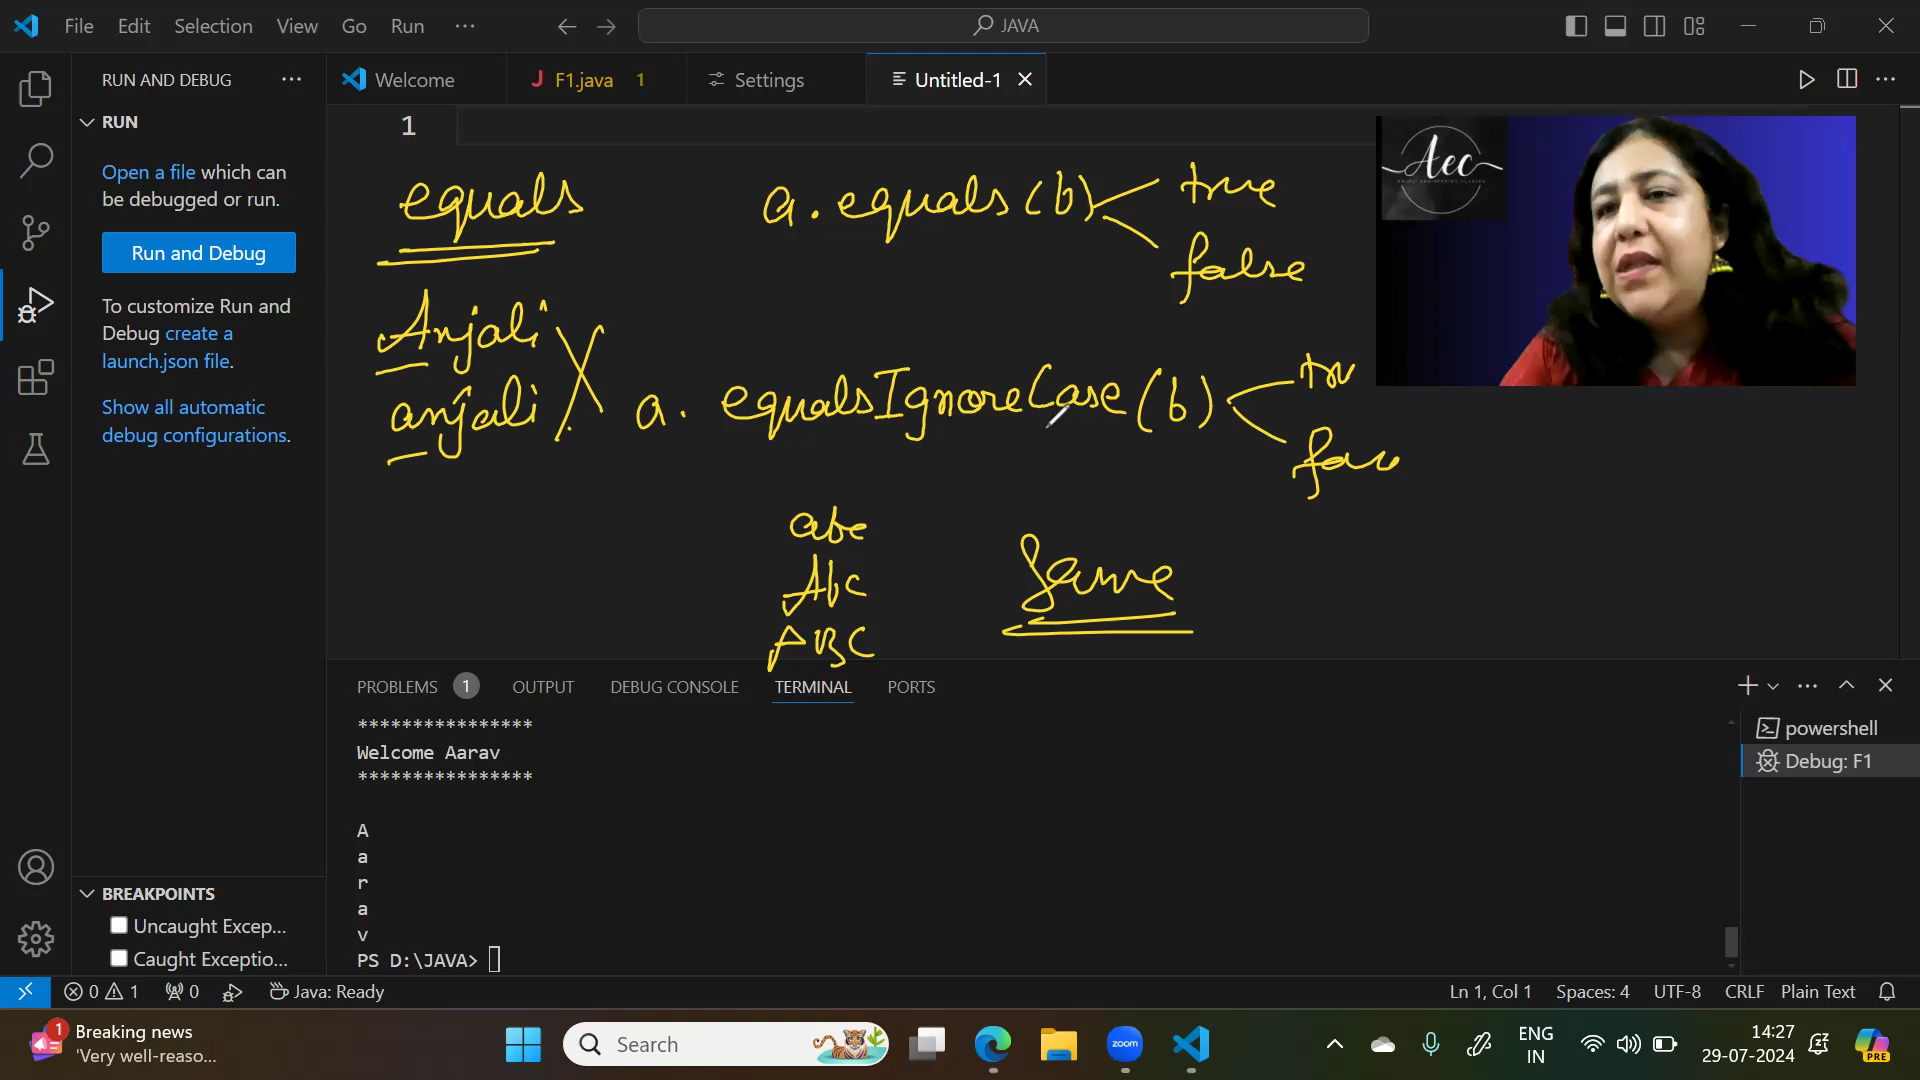 File Edit Selection View Go Run ··· JAVA
RUN AND DEBUG ···
Welcome
F1.java 1
Settings
Untitled-1
RUN
Open a file which can
be debugged or run.
Run and Debug
To customize Run and
Debug create a
launch.json file.
Show all automatic
debug configurations.
BREAKPOINTS
Uncaught Excep...
Caught Exceptio...
1
equals a.equals(b) true
false
Anjali
anjali a. equalsIgnoreCase(b)
abc
Abc
ABC
Same
Aec
PROBLEMS 1 OUTPUT DEBUG CONSOLE TERMINAL PORTS
****************
Welcome Aarav
****************
A
a
r
a
v
PS D:\JAVA>
powershell
Debug: F1
0 1 0 Java: Ready Ln 1, Col 1 Spaces: 4 UTF-8 CRLF Plain Text
1 Breaking news
'Very well-reaso...
Search
zoom
ENG
IN
14:27
29-07-2024
PRE